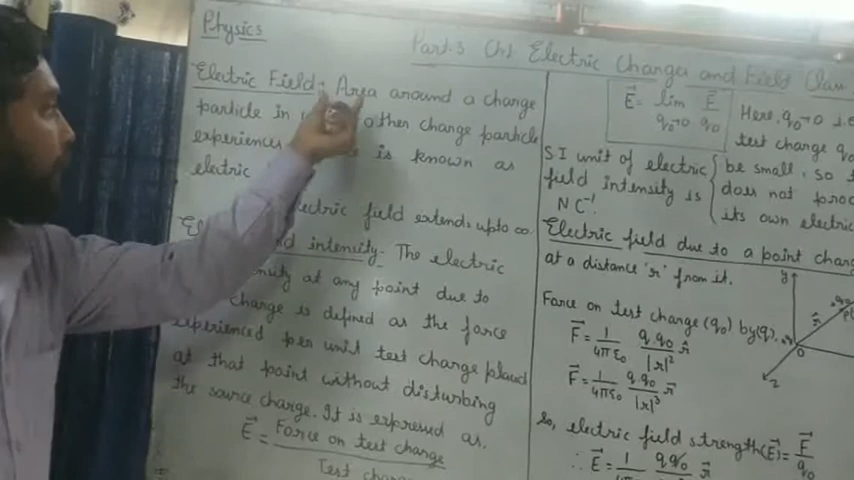 Physics
Part-3 Ch-1 Electric Charges and Field Class
Electric Field:- Area around a charge
particle in other charge particle
experiences is known as
electric
electric field extends upto ∞.
intensity:- The electric
at any point due to
charge is defined as the force
experienced per unit test charge placed
at that point without disturbing
the source charge. It is expressed as.
E⃗ = Force on test charge
Test
E⃗ = lim F⃗
q₀→0 q₀
Here, q₀→0 i.e
test charge q₀
be small, so
does not
its own electric
S.I unit of electric
field intensity is
NC⁻¹.
Electric field due to a point
at a distance 'r' from it.
Force on test charge (q₀) by (q).
F⃗ = 1/4πε₀ qq₀/|r|² r̂
F⃗ = 1/4πε₀ q.q₀/|r|³ r⃗
So, electric field strength (E⃗) = F⃗/q₀
∴ E⃗ = 1 qq₀ r⃗
y
r⃗
O
z